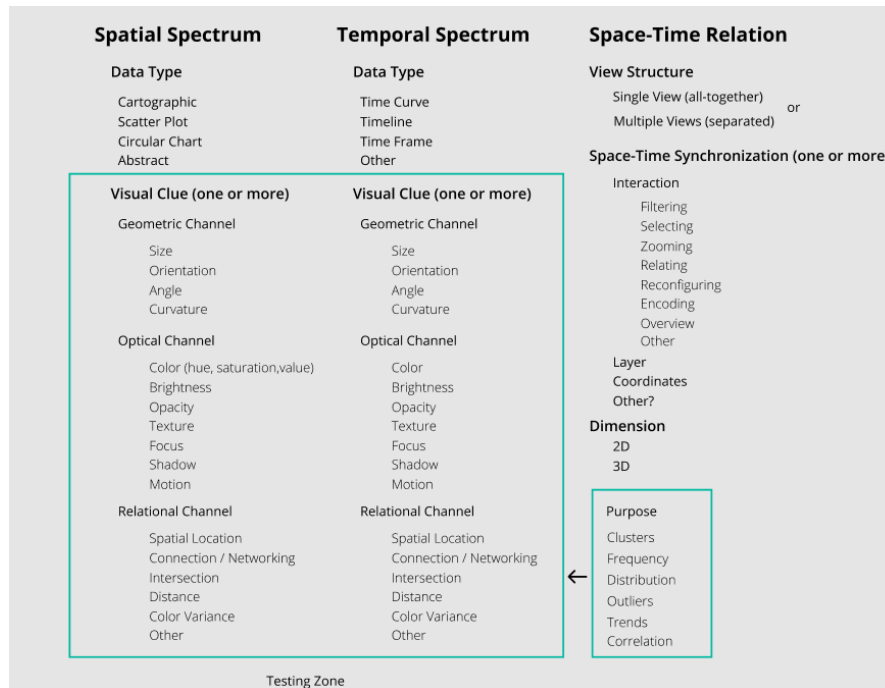 Spatial Spectrum
Data Type
Cartographic
Scatter Plot
Circular Chart
Abstract
Visual Clue (one or more)
Geometric Channel
Size
Orientation
Angle
Curvature
Optical Channel
Color (hue, saturation,value)
Brightness
Opacity
Texture
Focus
Shadow
Motion
Relational Channel
Spatial Location
Connection / Networking
Intersection
Distance
Color Variance
Other
Temporal Spectrum
Data Type
Time Curve
Timeline
Time Frame
Other
Visual Clue (one or more)
Geometric Channel
Size
Orientation
Angle
Curvature
Optical Channel
Color
Brightness
Opacity
Texture
Focus
Shadow
Motion
Relational Channel
Spatial Location
Connection / Networking
Intersection
Distance
Color Variance
Other
Space-Time Relation
View Structure
Single View (all-together)
or
Multiple Views (separated)
Space-Time Synchronization (one or more
Interaction
Filtering
Selecting
Zooming
Relating
Reconfiguring
Encoding
Overview
Other
Layer
Coordinates
Other?
Dimension
2D
3D
Purpose
Clusters
Frequency
Distribution
Outliers
Trends
Correlation
Testing Zone